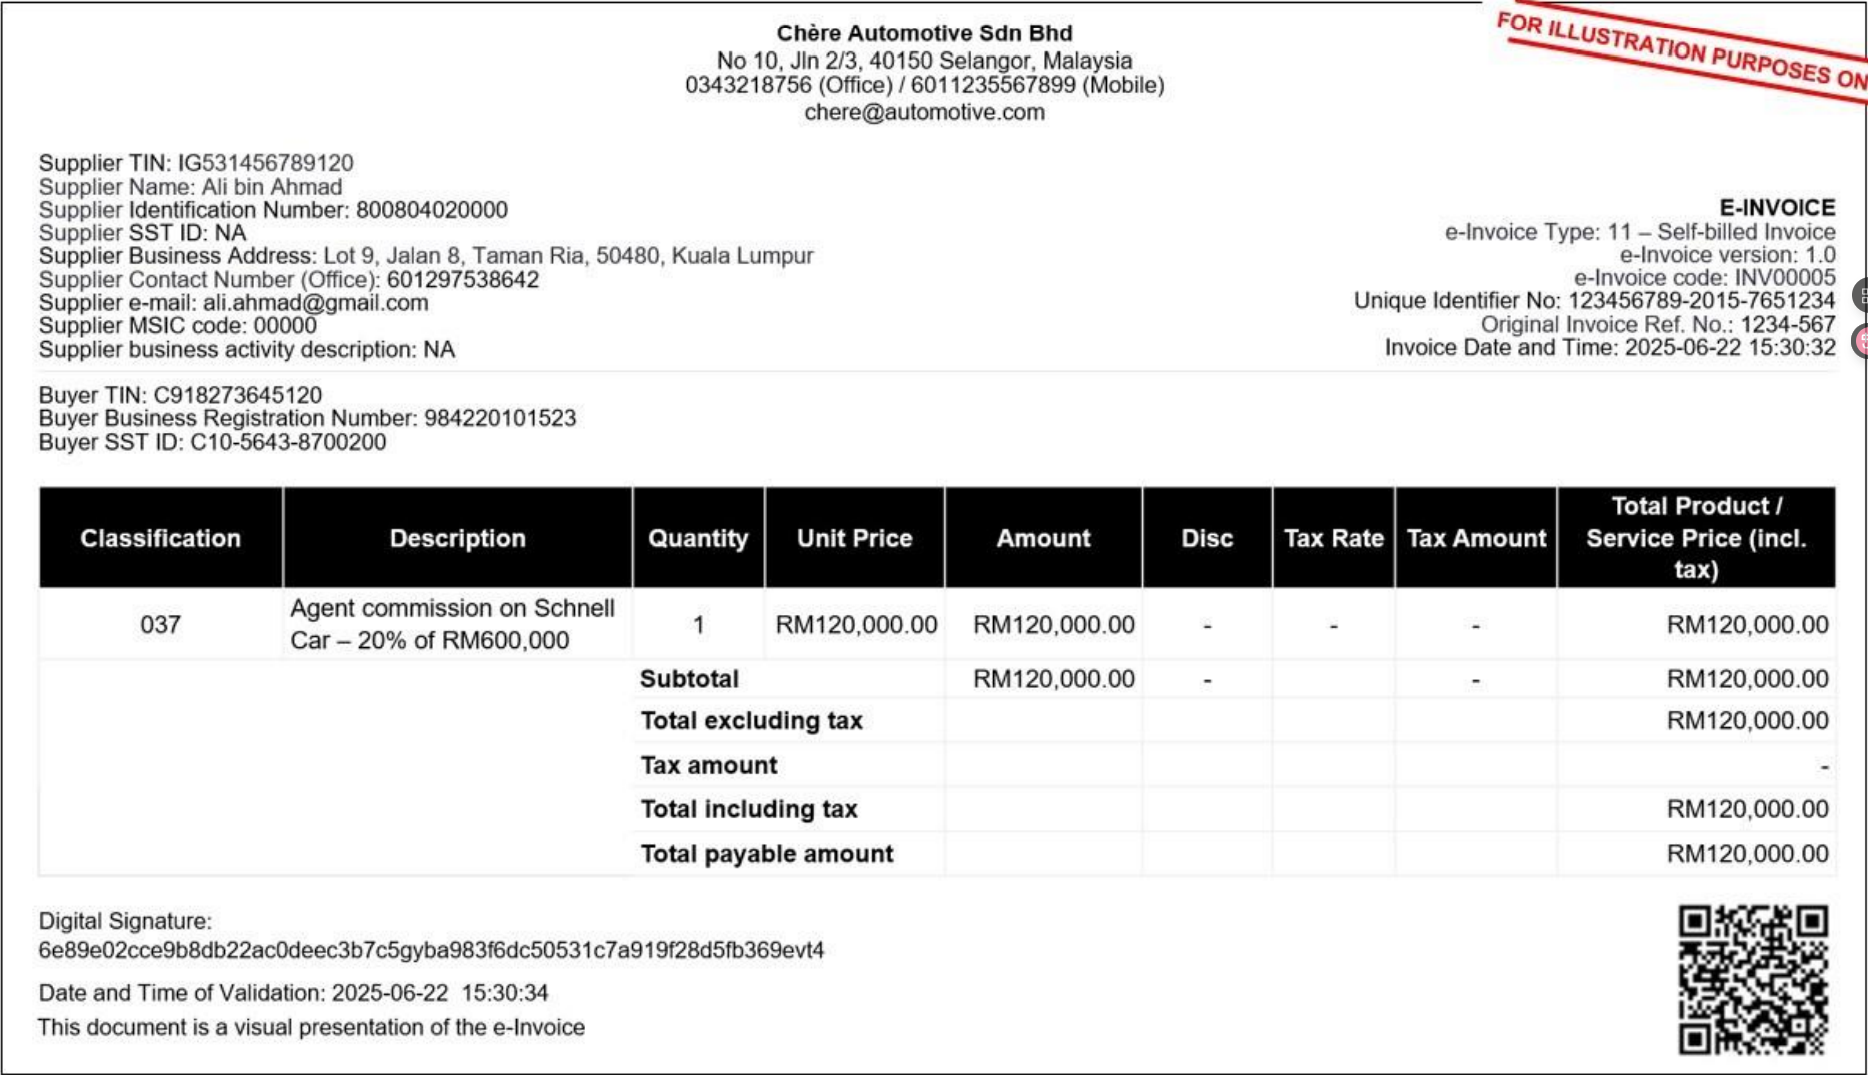 Chère Automotive Sdn Bhd
No 10, Jln 2/3, 40150 Selangor, Malaysia
0343218756 (Office) / 6011235567899 (Mobile)
chere@automotive.com
FOR ILLUSTRATION PURPOSES ON
Supplier TIN: IG531456789120
Supplier Name: Ali bin Ahmad
Supplier Identification Number: 800804020000
Supplier SST ID: NA
Supplier Business Address: Lot 9, Jalan 8, Taman Ria, 50480, Kuala Lumpur
Supplier Contact Number (Office): 601297538642
Supplier e-mail: ali.ahmad@gmail.com
Supplier MSIC code: 00000
Supplier business activity description: NA
E-INVOICE
e-Invoice Type: 11 – Self-billed Invoice
e-Invoice version: 1.0
e-Invoice code: INV00005
Unique Identifier No: 123456789-2015-7651234
Original Invoice Ref. No.: 1234-567
Invoice Date and Time: 2025-06-22 15:30:32
Buyer TIN: C918273645120
Buyer Business Registration Number: 984220101523
Buyer SST ID: C10-5643-8700200
Classification Description Quantity Unit Price Amount Disc Tax Rate Tax Amount Total Product / Service Price (incl. tax)
037 Agent commission on Schnell Car – 20% of RM600,000 1 RM120,000.00 RM120,000.00 - - - RM120,000.00
Subtotal RM120,000.00 - - RM120,000.00
Total excluding tax RM120,000.00
Tax amount -
Total including tax RM120,000.00
Total payable amount RM120,000.00
Digital Signature:
6e89e02cce9b8db22ac0deec3b7c5gyba983f6dc50531c7a919f28d5fb369evt4
Date and Time of Validation: 2025-06-22 15:30:34
This document is a visual presentation of the e-Invoice